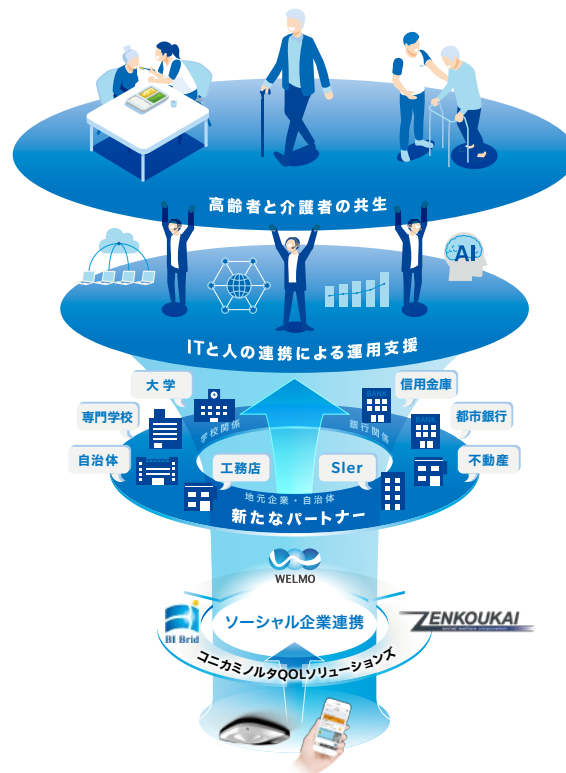 高齢者と介護者の共生
AI
ITと人の連携による運用支援
大学
信用金庫
専門学校
都市銀行
学校関係
BANK
銀行関係
BANK
自治体
工務店
SIer
不動産
地元企業・自治体
新たなパートナー
WELMO
ソーシャル企業連携
BI Brid
ZENKOUKAI
social welfare corporation
コニカミノルタQOLソリューションズ